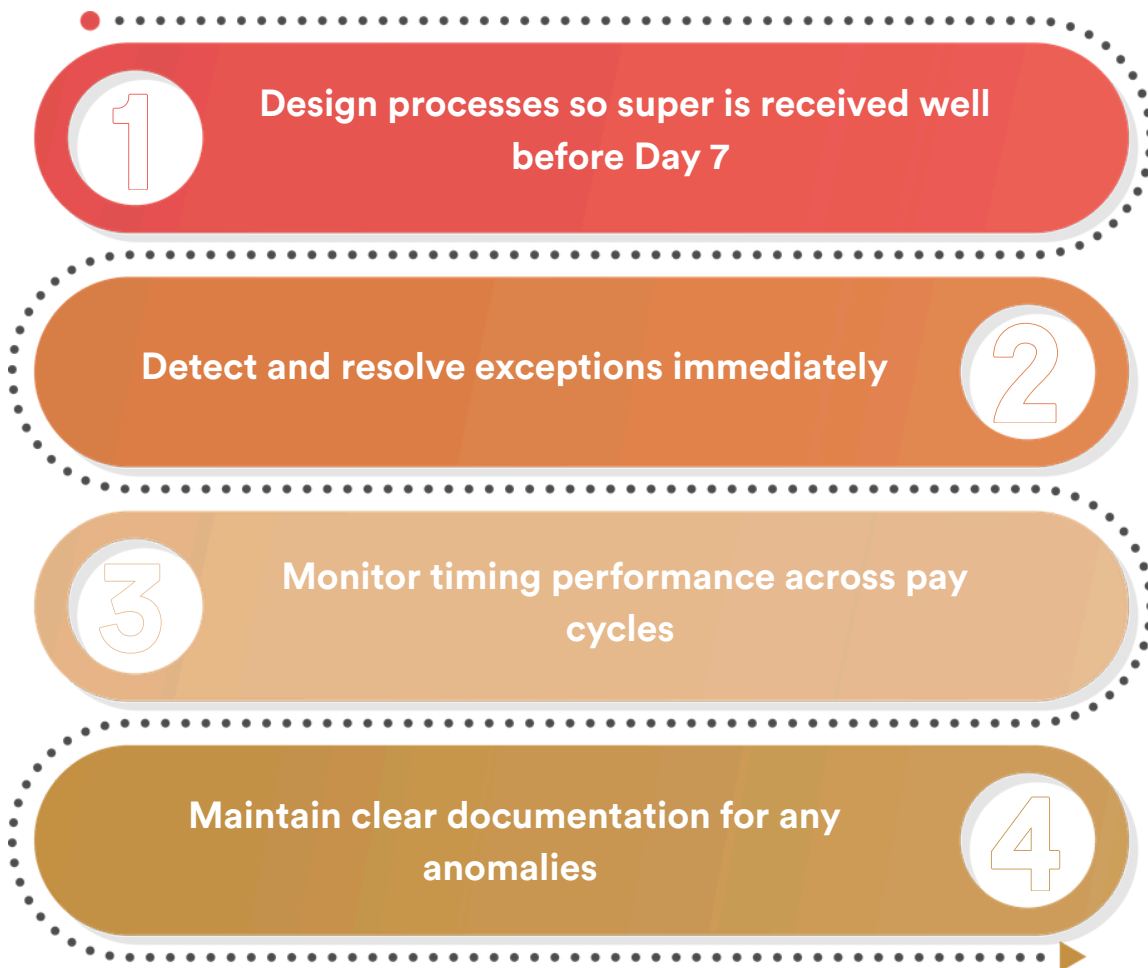 1
Design processes so super is received well
before Day 7
Detect and resolve exceptions immediately
2
3
Monitor timing performance across pay
cycles
Maintain clear documentation for any
anomalies
4